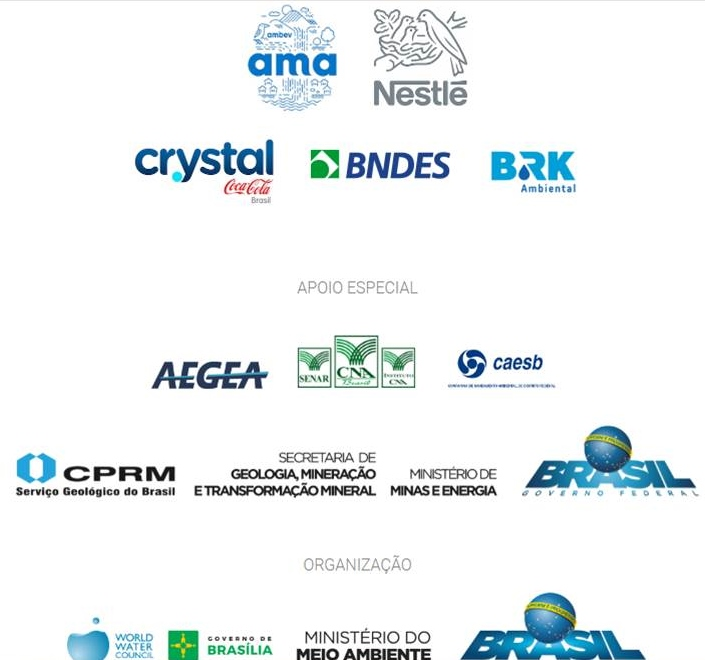 ambev
ama
Nestlé
crystal
Coca-Cola
Brasil
BNDES
BRK
Ambiental
APOIO ESPECIAL
AEGEA
SENAR
CNA
Brasil
INSTITUTO
CNA
caesb
CPRM
Serviço Geológico do Brasil
SECRETARIA DE
GEOLOGIA, MINERAÇÃO
E TRANSFORMAÇÃO MINERAL
MINISTÉRIO DE
MINAS E ENERGIA
BRASIL
GOVERNO FEDERAL
ORGANIZAÇÃO
WORLD
WATER
COUNCIL
GOVERNO DE
BRASÍLIA
MINISTÉRIO DO
MEIO AMBIENTE
BRASIL